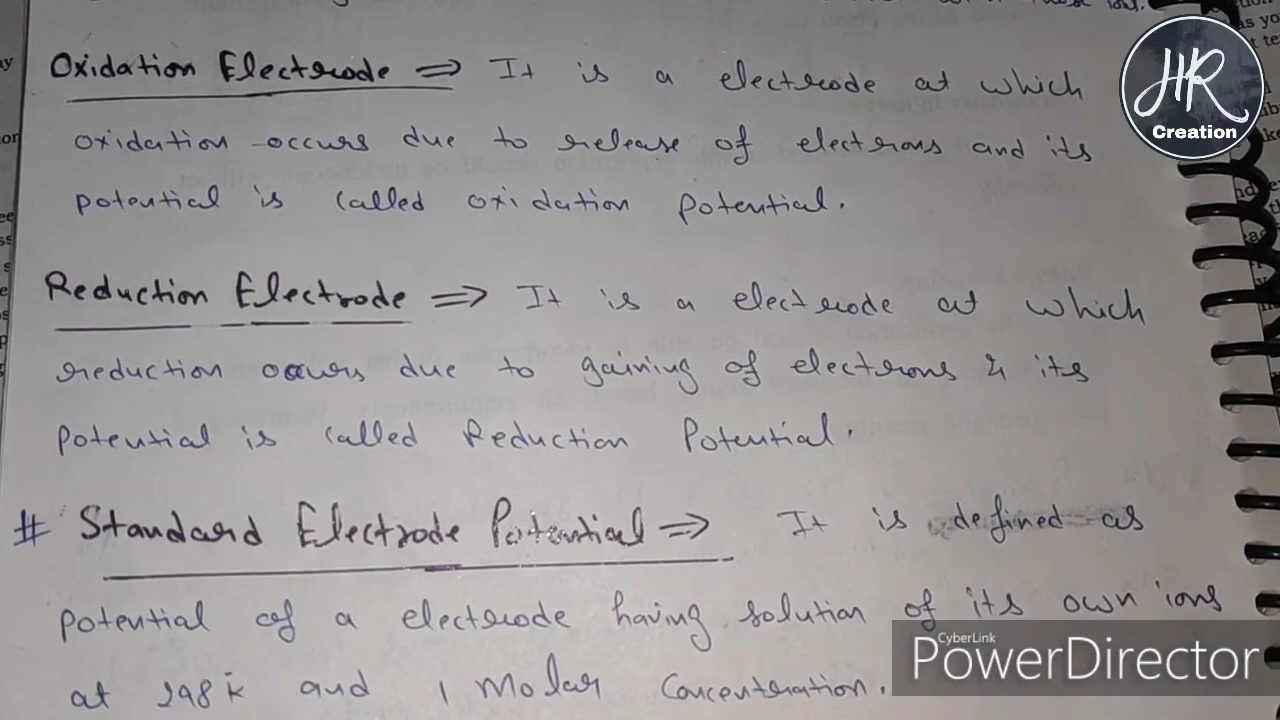 Oxidation Electrode ⇒ It is a electrode at which
oxidation occurs due to release of electrons and its
potential is called oxidation potential.
Reduction Electrode ⇒ It is a electrode at which
reduction occurs due to gaining of electrons & its
potential is called Reduction Potential.
# Standard Electrode Potential ⇒ It is defined as
potential of a electrode having solution of its own ions
at 298 K and 1 Molar Concentration.
HR
Creation
CyberLink
PowerDirector